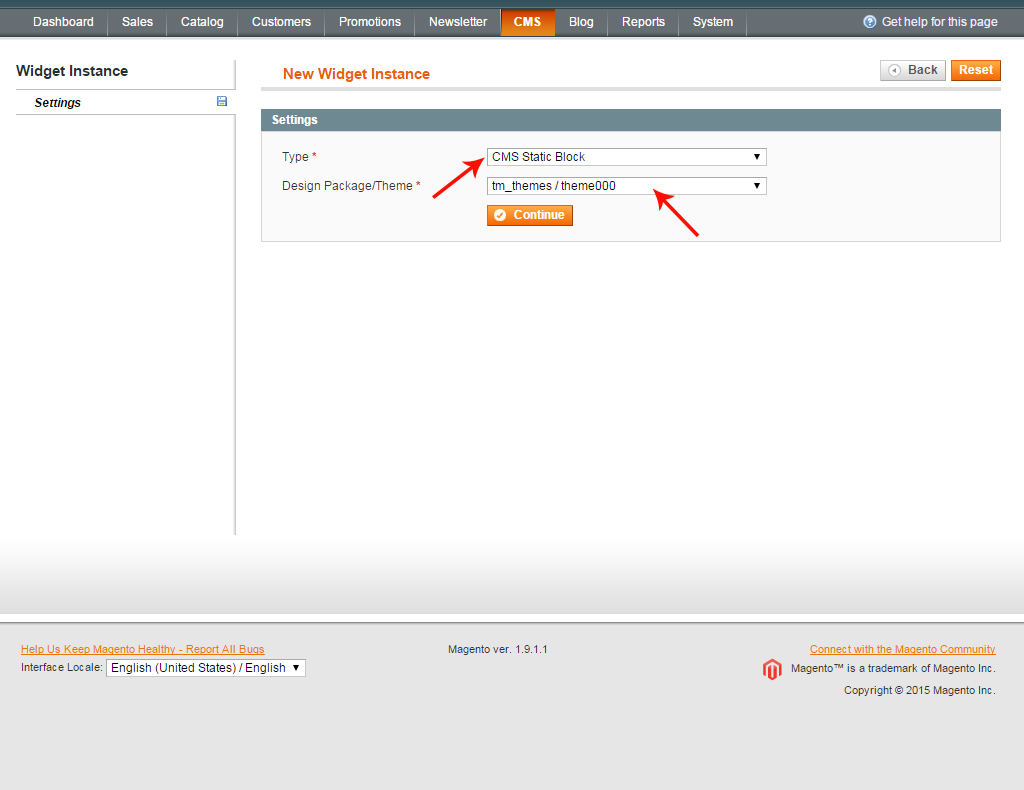 Dashboard Sales Catalog Customers Promotions Newsletter CMS Blog Reports System Get help for this page
Widget Instance
Settings
New Widget Instance
Back Reset
Settings
Type * CMS Static Block
Design Package/Theme * tm_themes / theme000
Continue
Help Us Keep Magento Healthy - Report All Bugs
Interface Locale: English (United States) / English
Magento ver. 1.9.1.1
Connect with the Magento Community
Magento™ is a trademark of Magento Inc.
Copyright © 2015 Magento Inc.